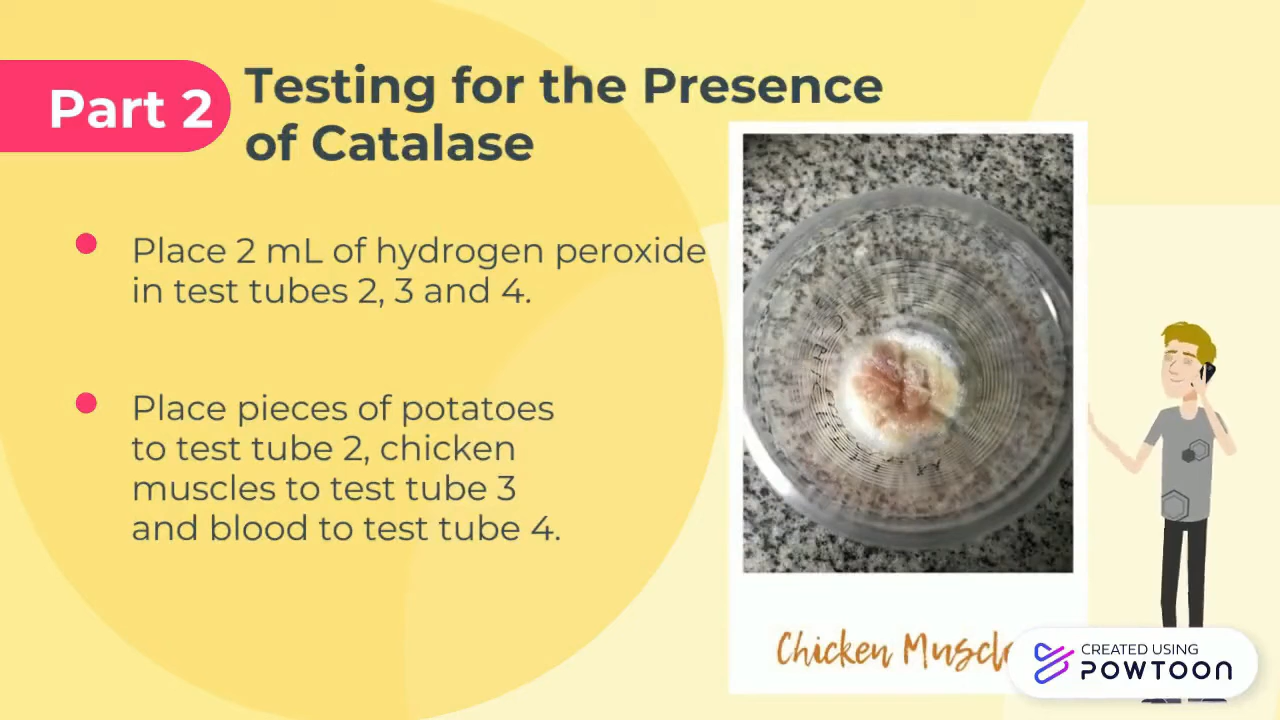 Part 2
Testing for the Presence
of Catalase
Place 2 mL of hydrogen peroxide
in test tubes 2, 3 and 4.
Place pieces of potatoes
to test tube 2, chicken
muscles to test tube 3
and blood to test tube 4.
Chicken
CREATED USING
POWTOON